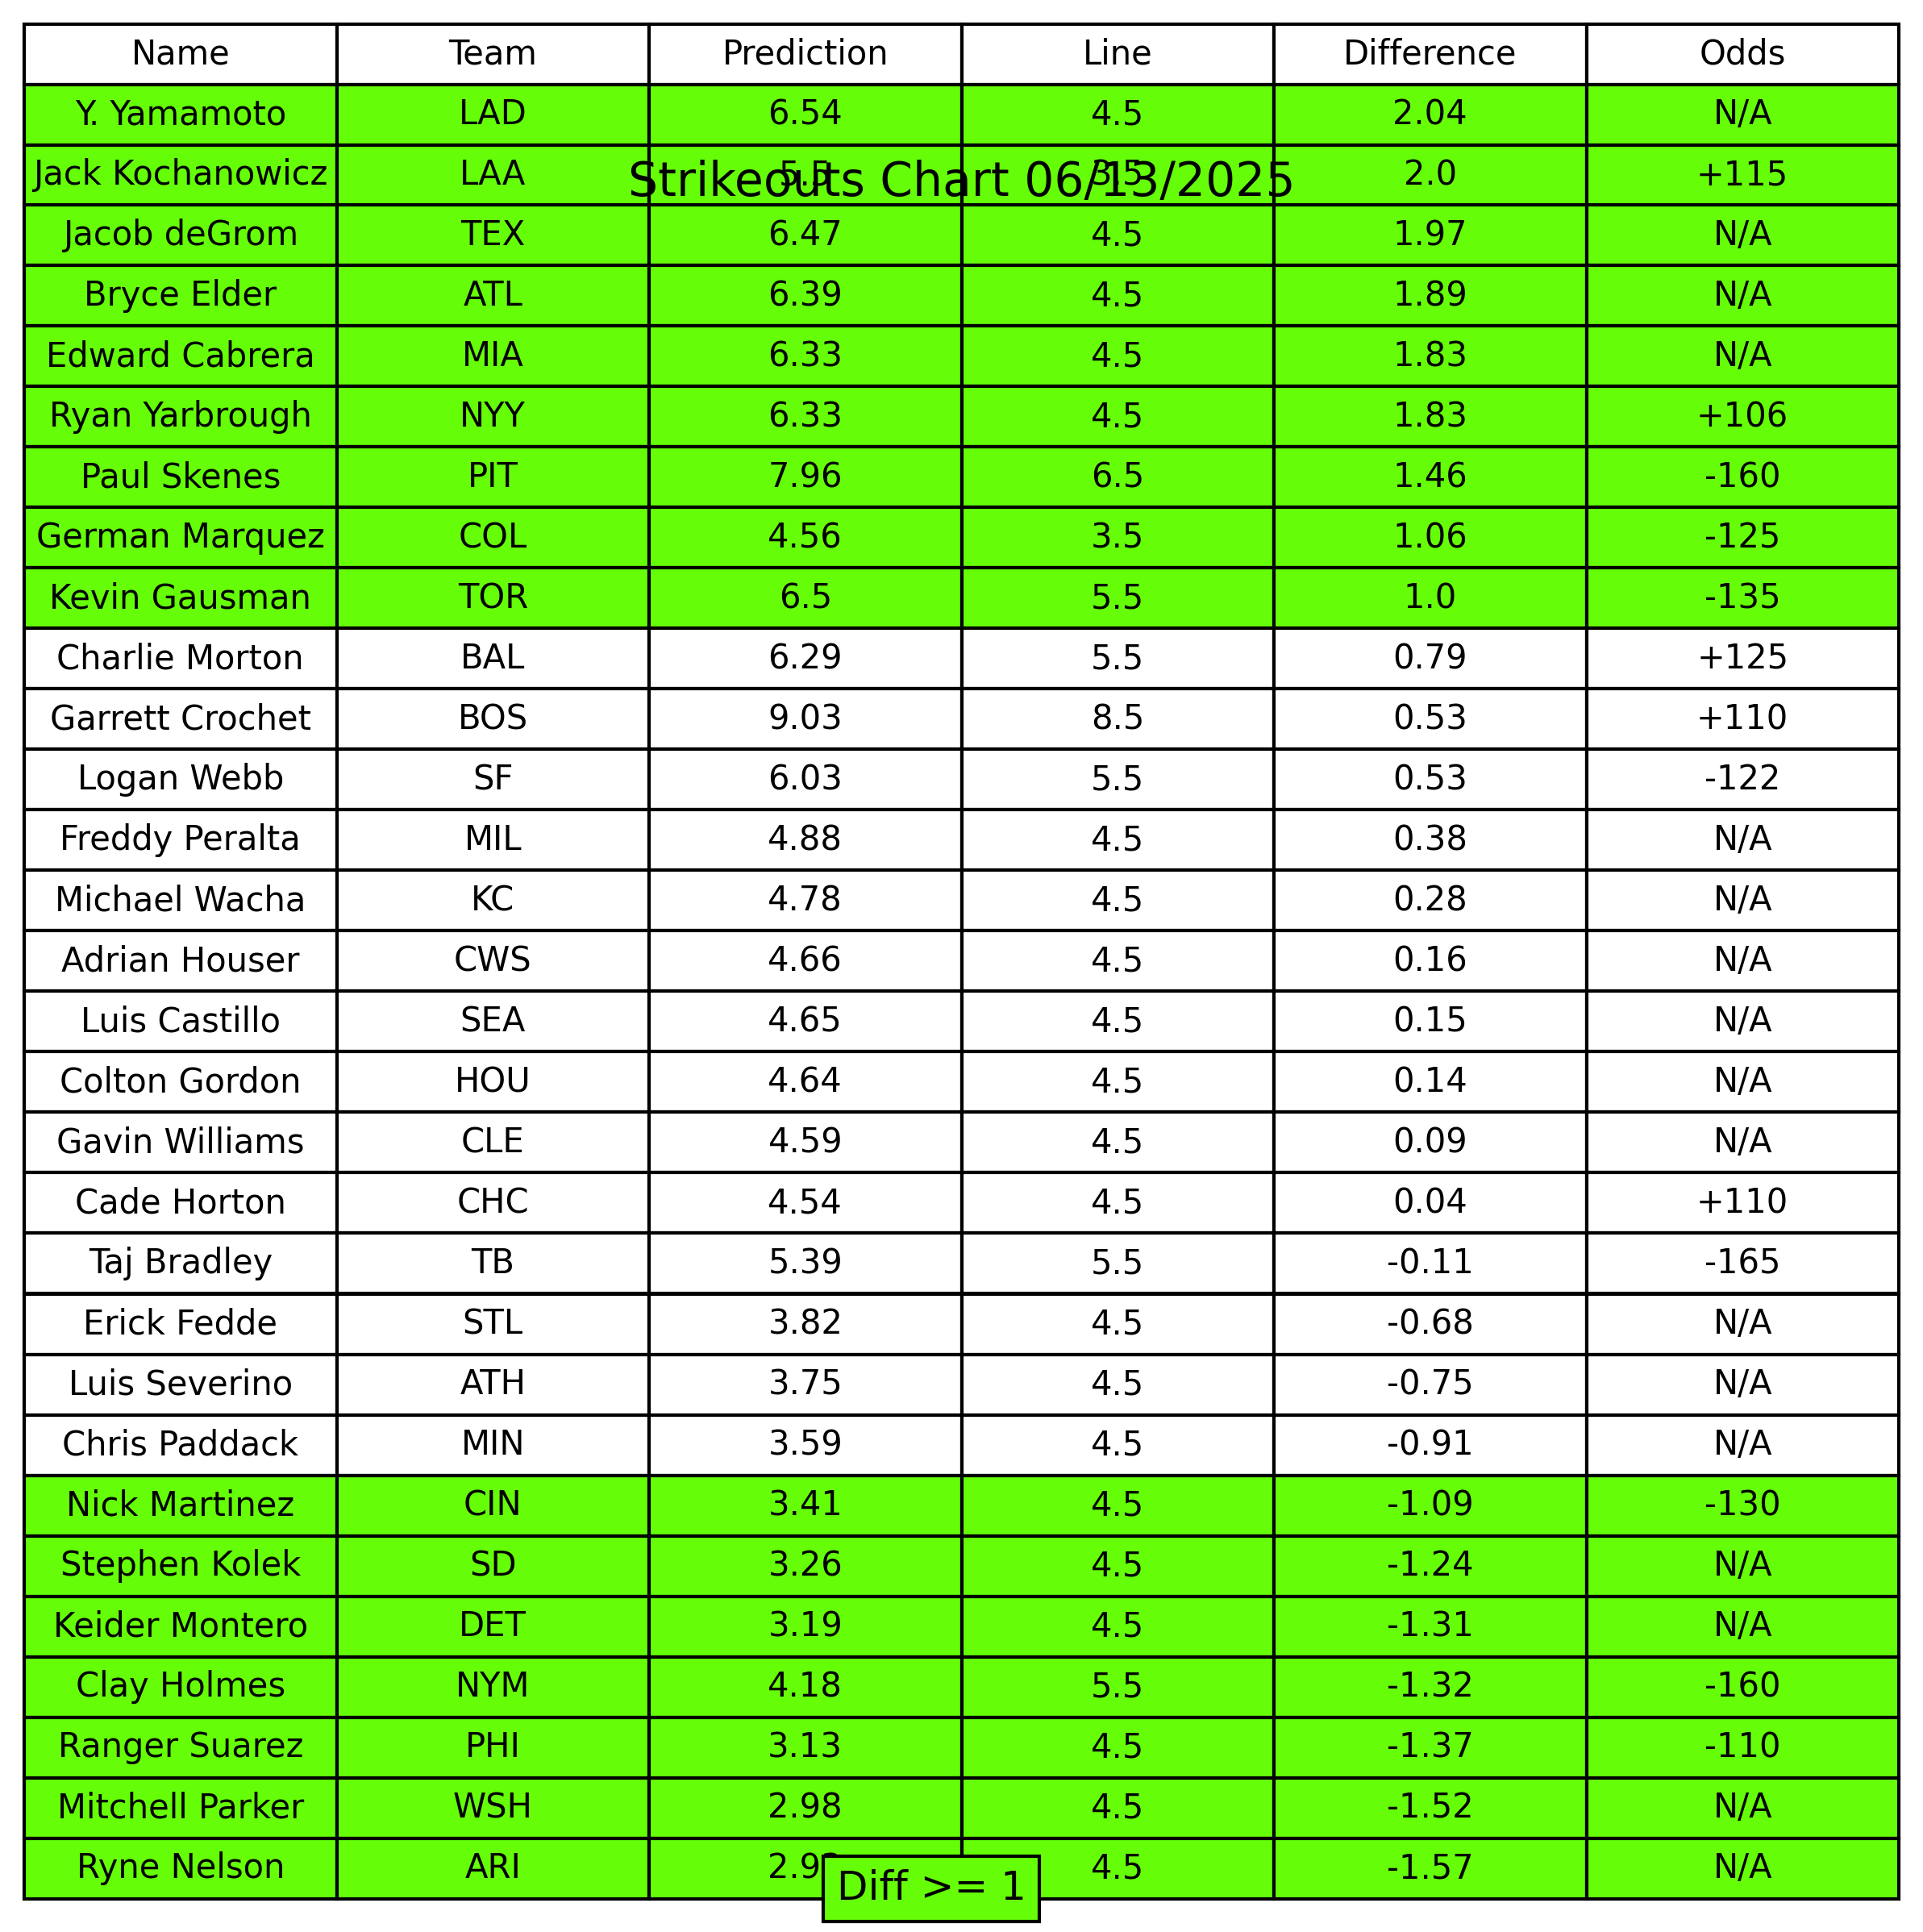 Name Team Prediction Line Difference Odds
Y. Yamamoto LAD 6.54 4.5 2.04 N/A
Jack Kochanowicz LAA 5.5 3.5 2.0 +115
Strikeouts Chart 06/13/2025
Jacob deGrom TEX 6.47 4.5 1.97 N/A
Bryce Elder ATL 6.39 4.5 1.89 N/A
Edward Cabrera MIA 6.33 4.5 1.83 N/A
Ryan Yarbrough NYY 6.33 4.5 1.83 +106
Paul Skenes PIT 7.96 6.5 1.46 -160
German Marquez COL 4.56 3.5 1.06 -125
Kevin Gausman TOR 6.5 5.5 1.0 -135
Charlie Morton BAL 6.29 5.5 0.79 +125
Garrett Crochet BOS 9.03 8.5 0.53 +110
Logan Webb SF 6.03 5.5 0.53 -122
Freddy Peralta MIL 4.88 4.5 0.38 N/A
Michael Wacha KC 4.78 4.5 0.28 N/A
Adrian Houser CWS 4.66 4.5 0.16 N/A
Luis Castillo SEA 4.65 4.5 0.15 N/A
Colton Gordon HOU 4.64 4.5 0.14 N/A
Gavin Williams CLE 4.59 4.5 0.09 N/A
Cade Horton CHC 4.54 4.5 0.04 +110
Taj Bradley TB 5.39 5.5 -0.11 -165
Erick Fedde STL 3.82 4.5 -0.68 N/A
Luis Severino ATH 3.75 4.5 -0.75 N/A
Chris Paddack MIN 3.59 4.5 -0.91 N/A
Nick Martinez CIN 3.41 4.5 -1.09 -130
Stephen Kolek SD 3.26 4.5 -1.24 N/A
Keider Montero DET 3.19 4.5 -1.31 N/A
Clay Holmes NYM 4.18 5.5 -1.32 -160
Ranger Suarez PHI 3.13 4.5 -1.37 -110
Mitchell Parker WSH 2.98 4.5 -1.52 N/A
Ryne Nelson ARI 4.5 -1.57 N/A
Diff >= 1